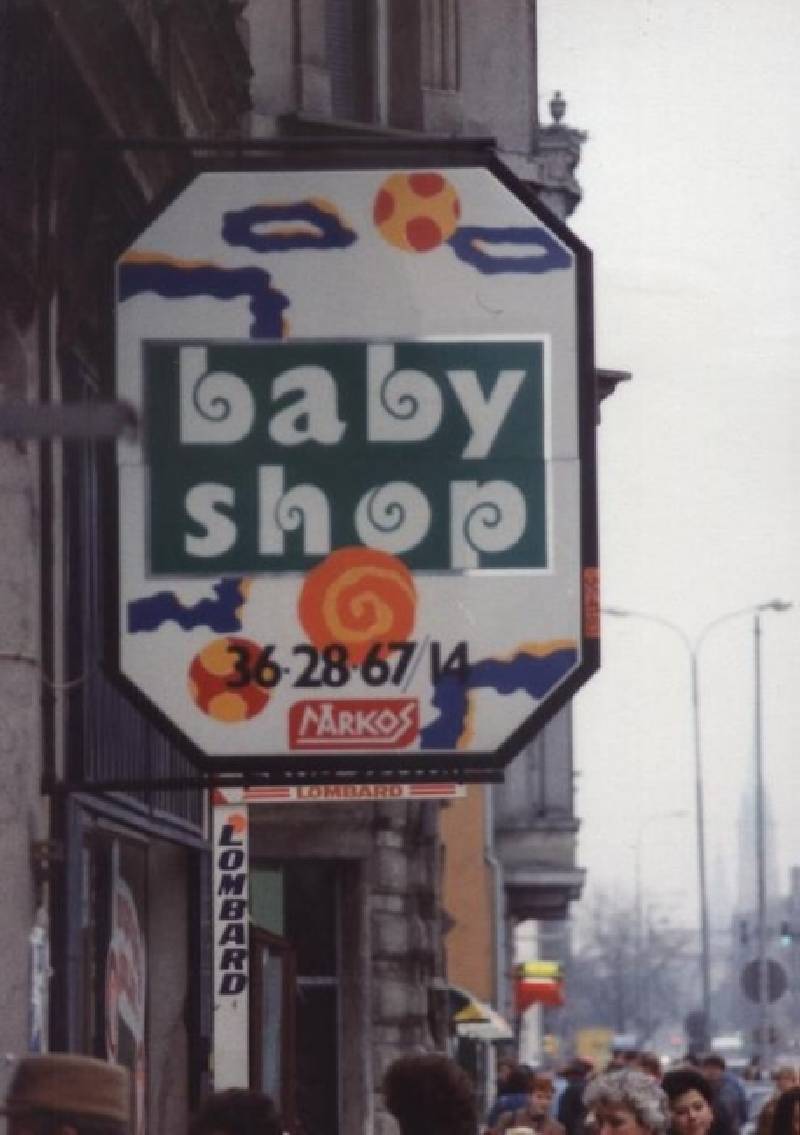 baby
shop
36·28·67/14
MARKOS
LOMBARD
LOMBARD